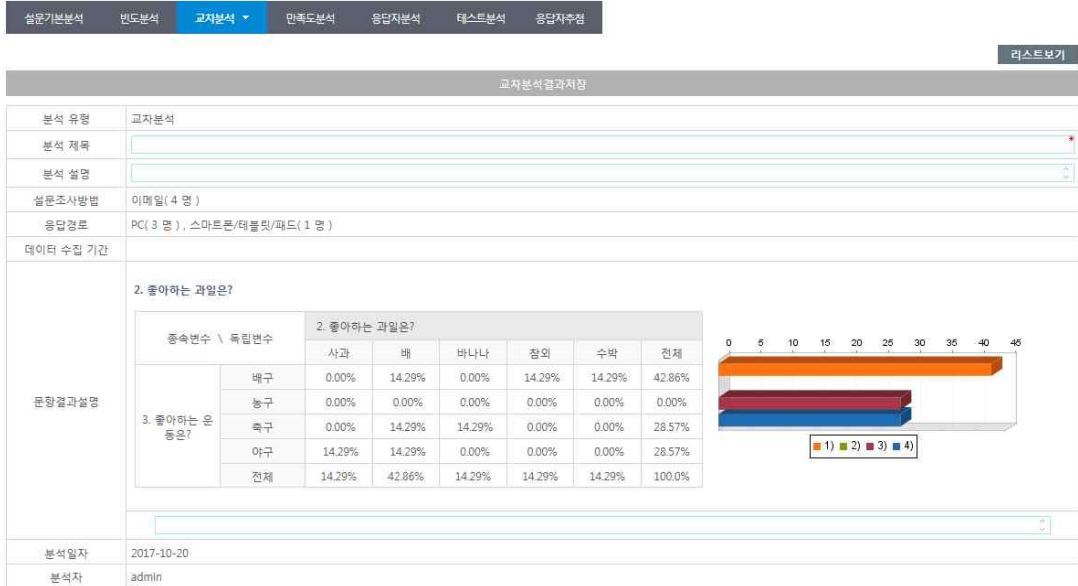 설문기본분석 빈도분석 교차분석 만족도분석 응답자분석 테스트분석 응답자추첨
리스트보기
교차분석결과저장
분석 유형 교차분석
분석 제목 *
분석 설명
설문조사방법 이메일( 4 명 )
응답경로 PC( 3 명 ) , 스마트폰/테블릿/패드( 1 명 )
데이터 수집 기간
문항결과설명
2. 좋아하는 과일은?
종속변수 \ 독립변수 2. 좋아하는 과일은?
사과 배 바나나 참외 수박 전체
3. 좋아하는 운동은?
배구 0.00% 14.29% 0.00% 14.29% 14.29% 42.86%
농구 0.00% 0.00% 0.00% 0.00% 0.00% 0.00%
축구 0.00% 14.29% 14.29% 0.00% 0.00% 28.57%
야구 14.29% 14.29% 0.00% 0.00% 0.00% 28.57%
전체 14.29% 42.86% 14.29% 14.29% 14.29% 100.0%
0 5 10 15 20 25 30 35 40 45
1) 2) 3) 4)
분석일자 2017-10-20
분석자 admin